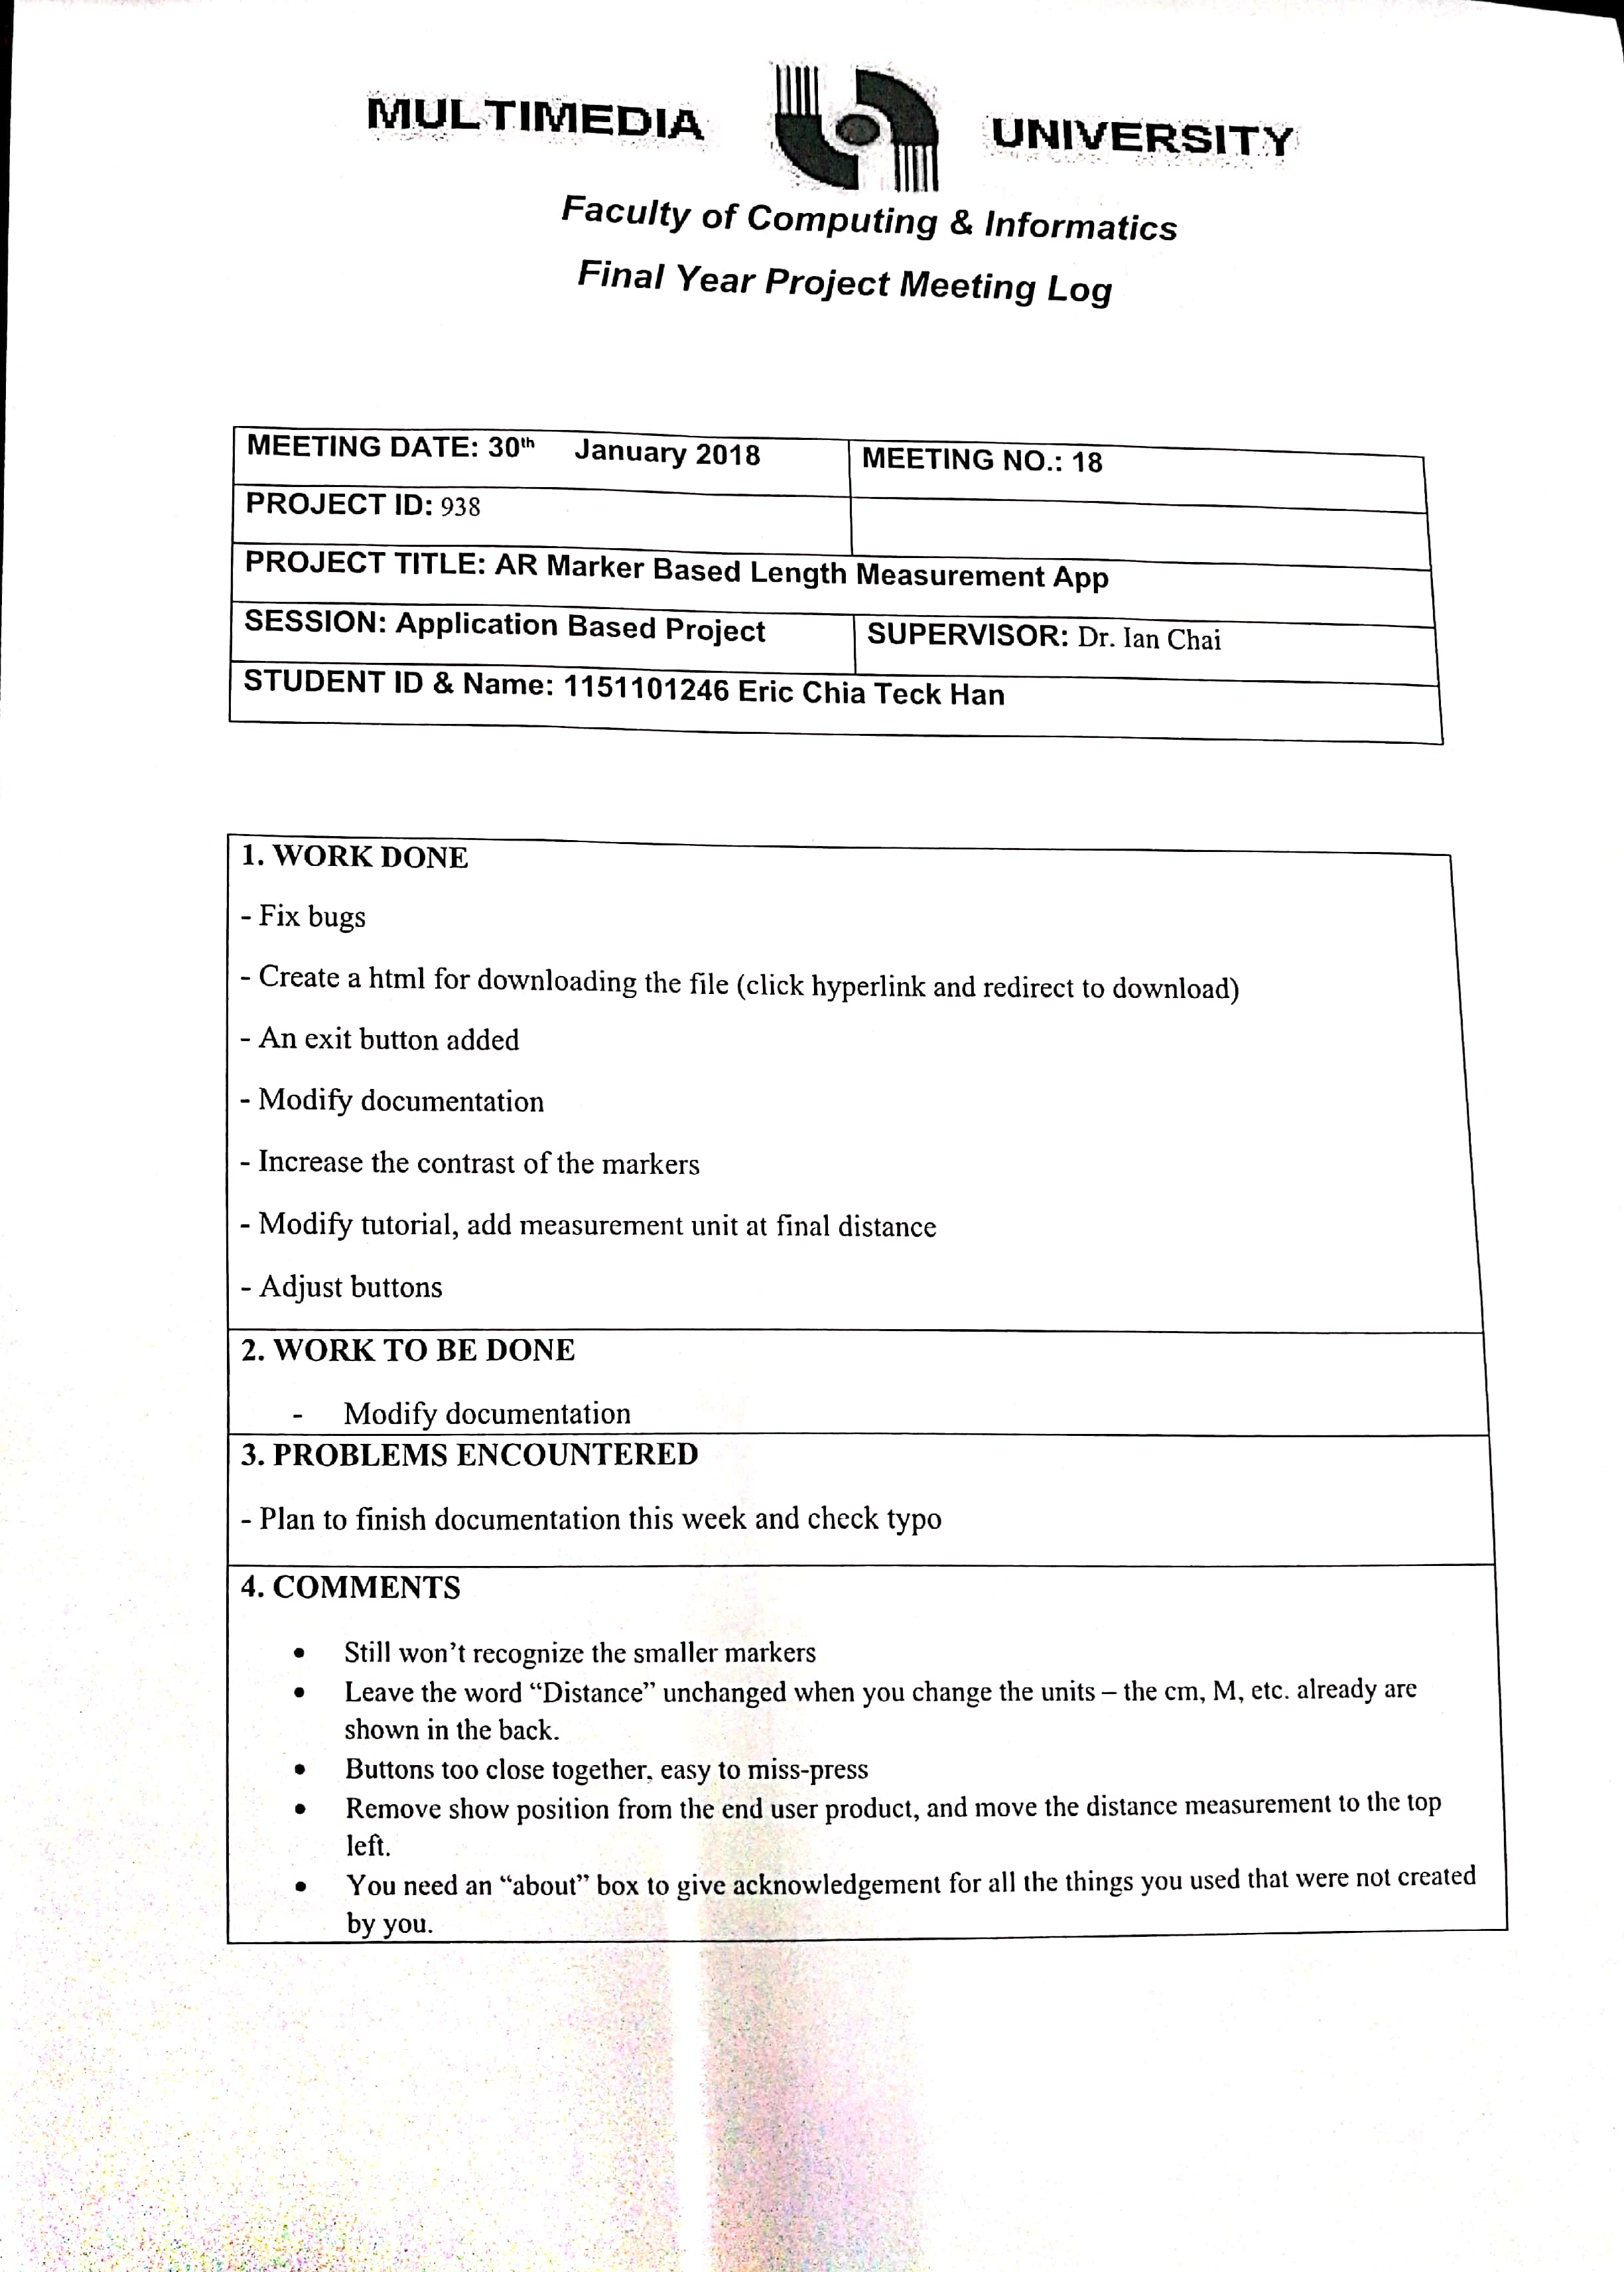 MULTIMEDIA UNIVERSITY
Faculty of Computing & Informatics
Final Year Project Meeting Log
MEETING DATE: 30th January 2018 MEETING NO.: 18
PROJECT ID: 938
PROJECT TITLE: AR Marker Based Length Measurement App
SESSION: Application Based Project SUPERVISOR: Dr. Ian Chai
STUDENT ID & Name: 1151101246 Eric Chia Teck Han
1. WORK DONE
- Fix bugs
- Create a html for downloading the file (click hyperlink and redirect to download)
- An exit button added
- Modify documentation
- Increase the contrast of the markers
- Modify tutorial, add measurement unit at final distance
- Adjust buttons
2. WORK TO BE DONE
- Modify documentation
3. PROBLEMS ENCOUNTERED
- Plan to finish documentation this week and check typo
4. COMMENTS
• Still won’t recognize the smaller markers
• Leave the word “Distance” unchanged when you change the units – the cm, M, etc. already are
shown in the back.
• Buttons too close together, easy to miss-press
• Remove show position from the end user product, and move the distance measurement to the top
left.
• You need an “about” box to give acknowledgement for all the things you used that were not created
by you.